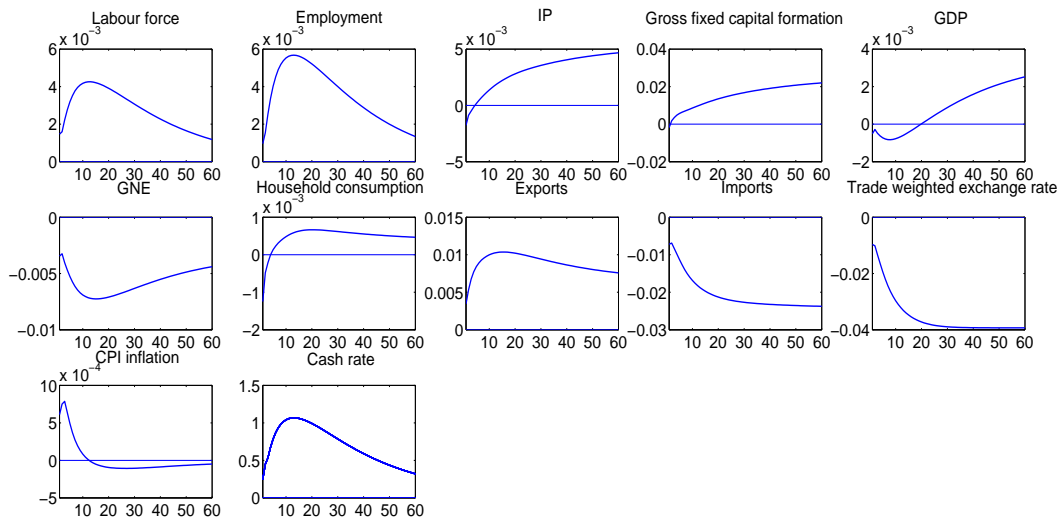 Labour force
Employment
IP
Gross fixed capital formation
GDP
x 10^-3
6
4
2
0
10 20 30 40 50 60
x 10^-3
6
4
2
0
10 20 30 40 50 60
x 10^-3
5
0
−5
10 20 30 40 50 60
0.04
0.02
0
−0.02
10 20 30 40 50 60
x 10^-3
4
2
0
−2
10 20 30 40 50 60
GNE
Household consumption
Exports
Imports
Trade weighted exchange rate
0
−0.005
−0.01
10 20 30 40 50 60
x 10^-3
1
0
−1
−2
10 20 30 40 50 60
0.015
0.01
0.005
0
10 20 30 40 50 60
0
−0.01
−0.02
−0.03
10 20 30 40 50 60
0
−0.02
−0.04
10 20 30 40 50 60
CPI inflation
Cash rate
x 10^-4
10
5
0
−5
10 20 30 40 50 60
1.5
1
0.5
0
10 20 30 40 50 60